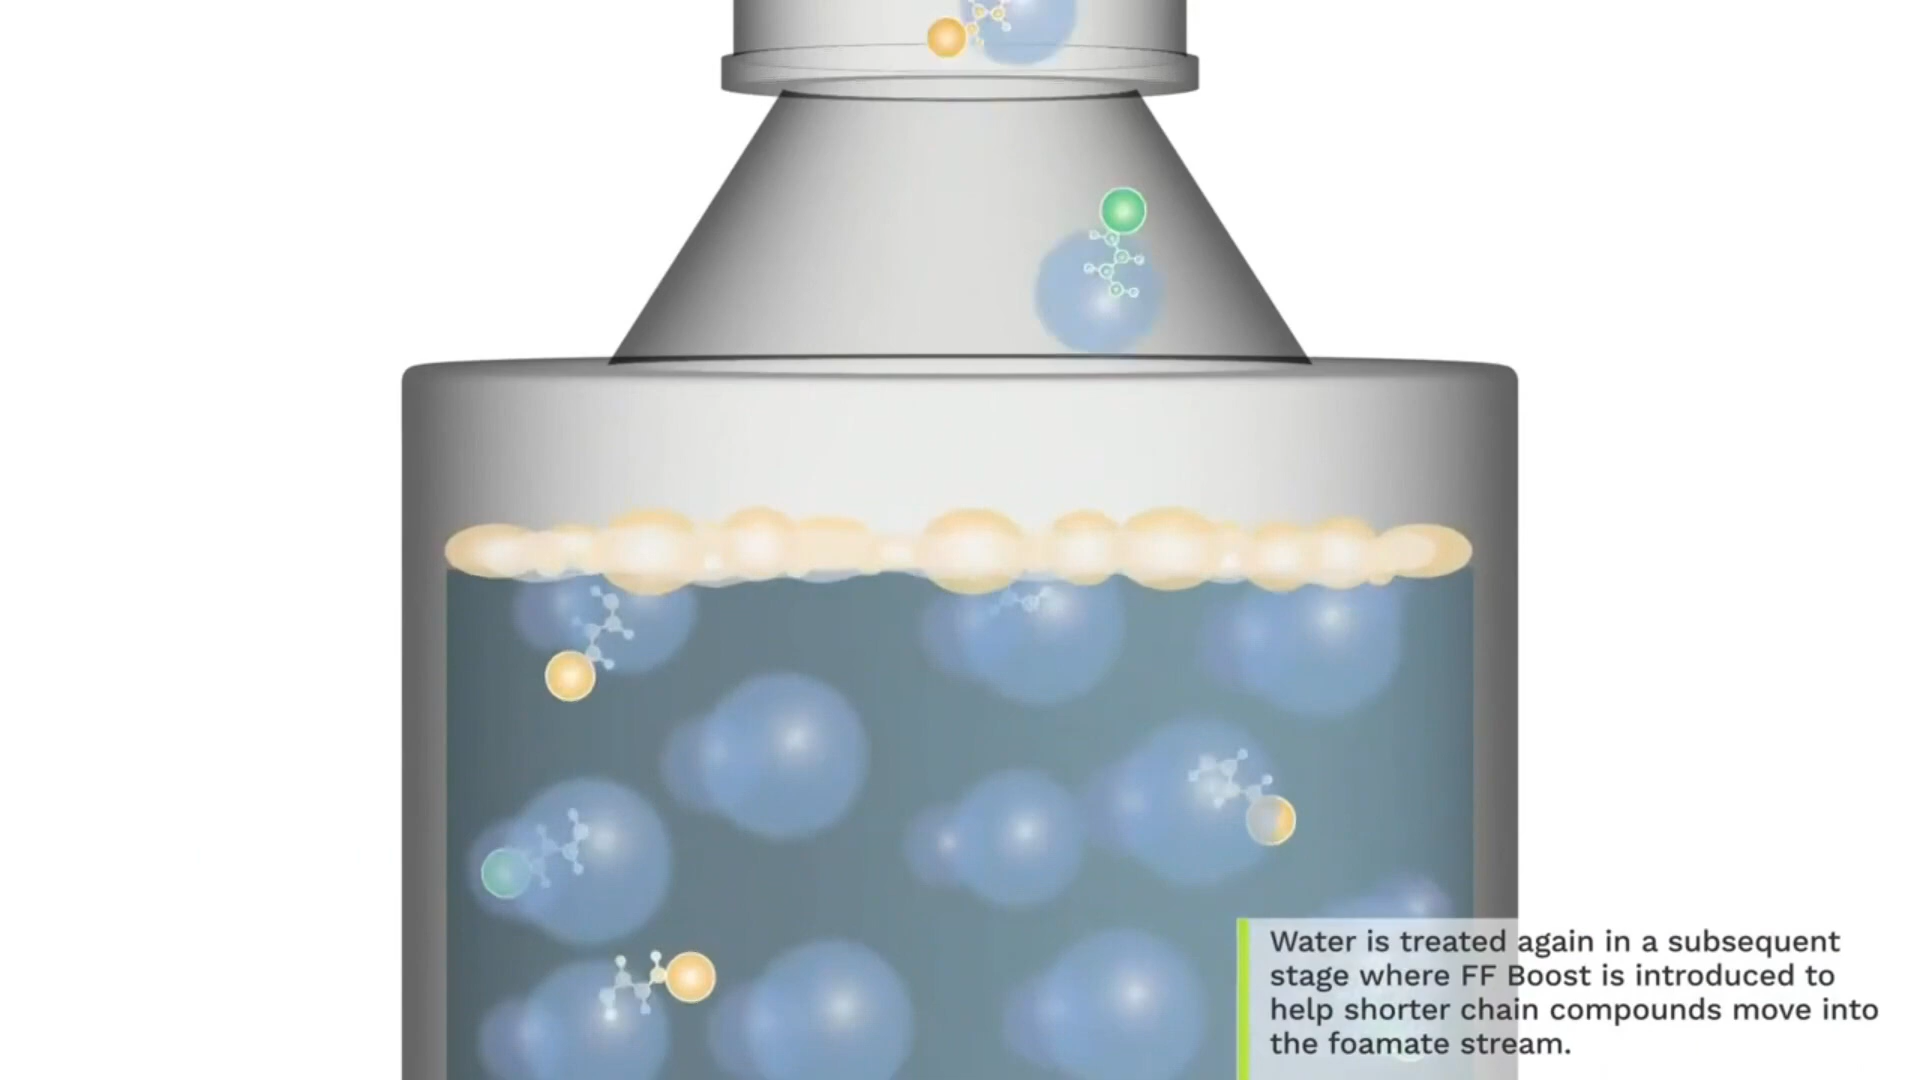 Water is treated again in a subsequent
stage where FF Boost is introduced to
help shorter chain compounds move into
the foamate stream.